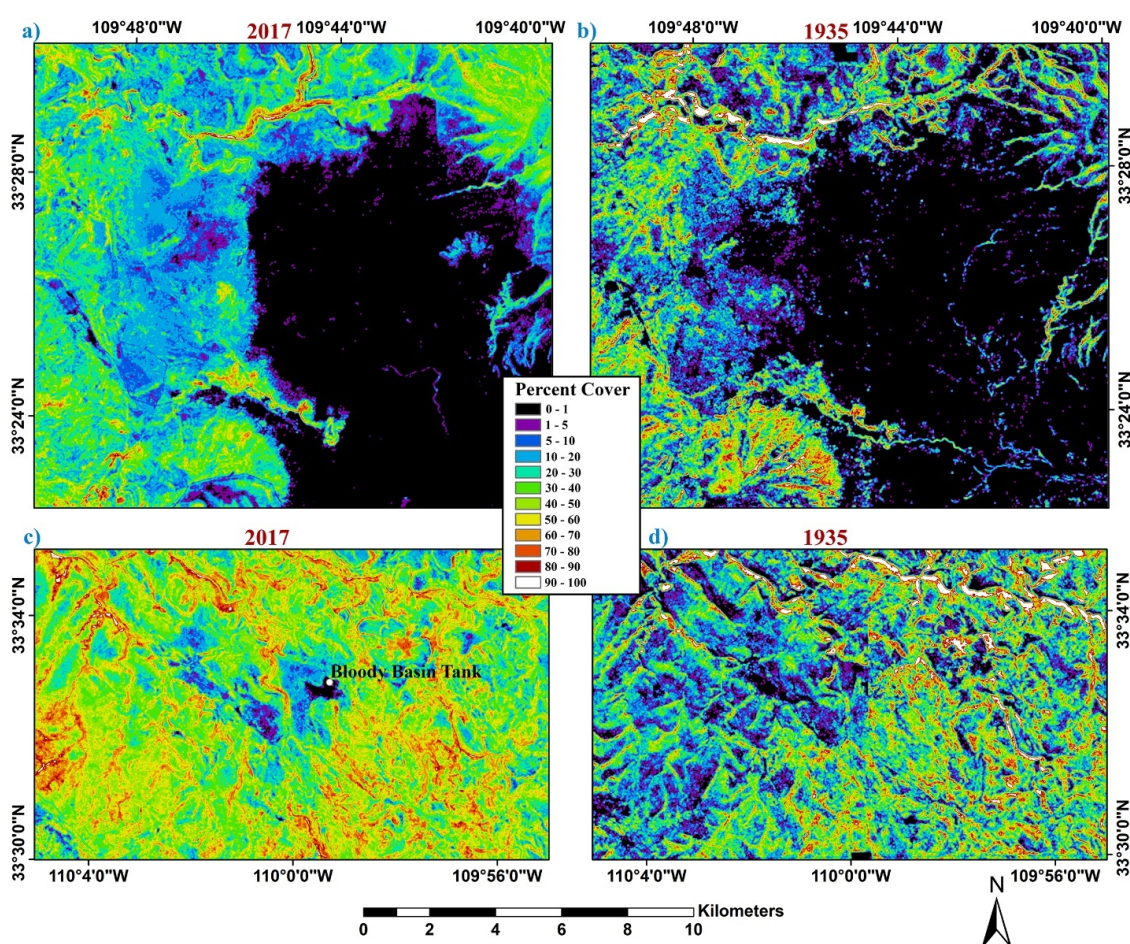 a)
2017
109°48'0"W
109°44'0"W
109°40'0"W
33°28'0"N
33°24'0"N
b)
1935
109°48'0"W
109°44'0"W
109°40'0"W
33°28'0"N
33°24'0"N
Percent Cover
0 - 1
1 - 5
5 - 10
10 - 20
20 - 30
30 - 40
40 - 50
50 - 60
60 - 70
70 - 80
80 - 90
90 - 100
c)
2017
33°34'0"N
33°30'0"N
Bloody Basin Tank
110°4'0"W
110°0'0"W
109°56'0"W
d)
1935
33°34'0"N
33°30'0"N
110°4'0"W
110°0'0"W
109°56'0"W
Kilometers
0 2 4 6 8 10
N